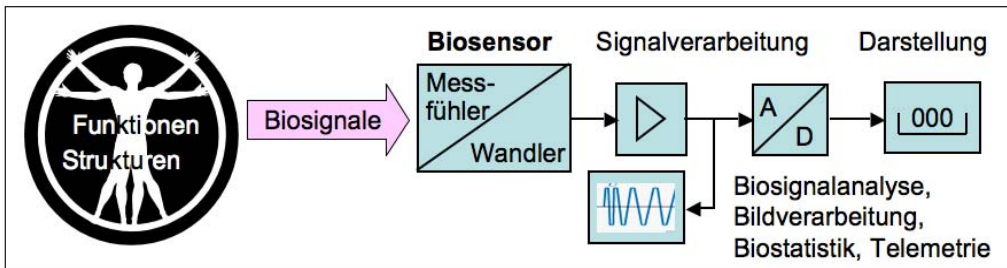 Funktionen
Strukturen
Biosignale
Biosensor
Mess-
fühler
Wandler
Signalverarbeitung
A
D
Darstellung
000
Biosignalanalyse,
Bildverarbeitung,
Biostatistik, Telemetrie